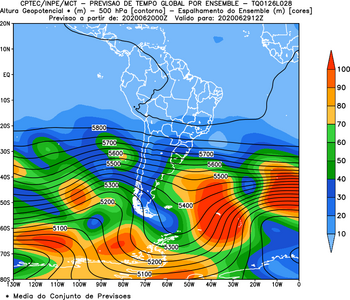 CPTEC/INPE/MCT - PREVISAO DE TEMPO GLOBAL POR ENSEMBLE - TQ0126L028
Altura Geopotencial * (m) - 500 hPa [contorno] - Espalhamento do Ensemble (m) [cores]
Previsao a partir de: 2020062000Z Valido para: 2020062912Z
20N
10N
EQ
10S
20S
30S
40S
50S
60S
70S
80S
130W 120W 110W 100W 90W 80W 70W 60W 50W 40W 30W 20W 10W 0
5800
5700
5600
5500
5300
5200
5100
5700
5600
5500
5400
5300
5200
5100
100
90
80
70
60
50
40
30
20
10
* Media do Conjunto de Previsoes